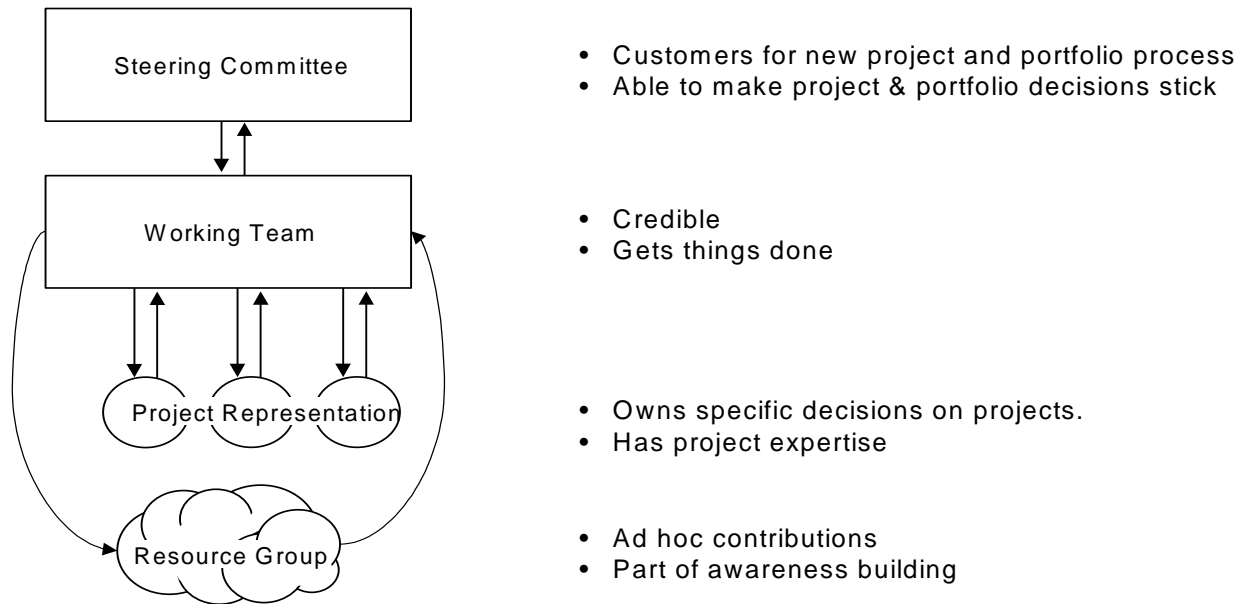 Steering Committee
• Customers for new project and portfolio process
• Able to make project & portfolio decisions stick
Working Team
• Credible
• Gets things done
Project Representation
• Owns specific decisions on projects.
• Has project expertise
Resource Group
• Ad hoc contributions
• Part of awareness building